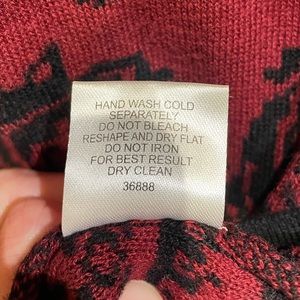 HAND WASH COLD
SEPARATELY
DO NOT BLEACH
RESHAPE AND DRY FLAT
DO NOT IRON
FOR BEST RESULT
DRY CLEAN
36888